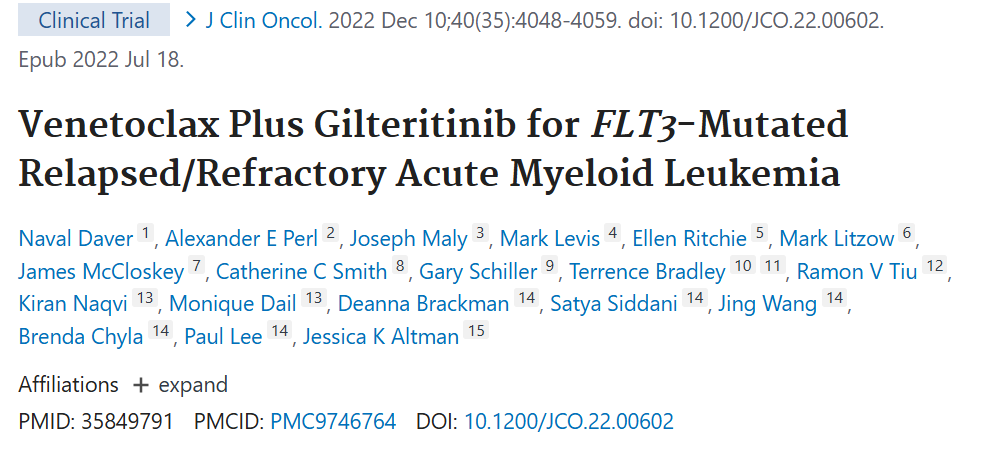 Clinical Trial > J Clin Oncol. 2022 Dec 10;40(35):4048-4059. doi: 10.1200/JCO.22.00602.
Epub 2022 Jul 18.
Venetoclax Plus Gilteritinib for FLT3-Mutated
Relapsed/Refractory Acute Myeloid Leukemia
Naval Daver 1, Alexander E Perl 2, Joseph Maly 3, Mark Levis 4, Ellen Ritchie 5, Mark Litzow 6,
James McCloskey 7, Catherine C Smith 8, Gary Schiller 9, Terrence Bradley 10 11, Ramon V Tiu 12,
Kiran Naqvi 13, Monique Dail 13, Deanna Brackman 14, Satya Siddani 14, Jing Wang 14,
Brenda Chyla 14, Paul Lee 14, Jessica K Altman 15
Affiliations + expand
PMID: 35849791 PMCID: PMC9746764 DOI: 10.1200/JCO.22.00602